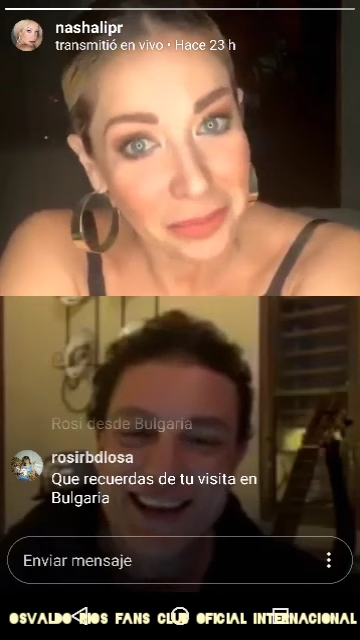 nashalipr
transmitió en vivo • Hace 23 h
Rosi desde Bulgaria
rosirbdlosa
Que recuerdas de tu visita en
Bulgaria
Enviar mensaje
OSVALDO RIOS FANS CLUB OFICIAL INTERNACIONAL